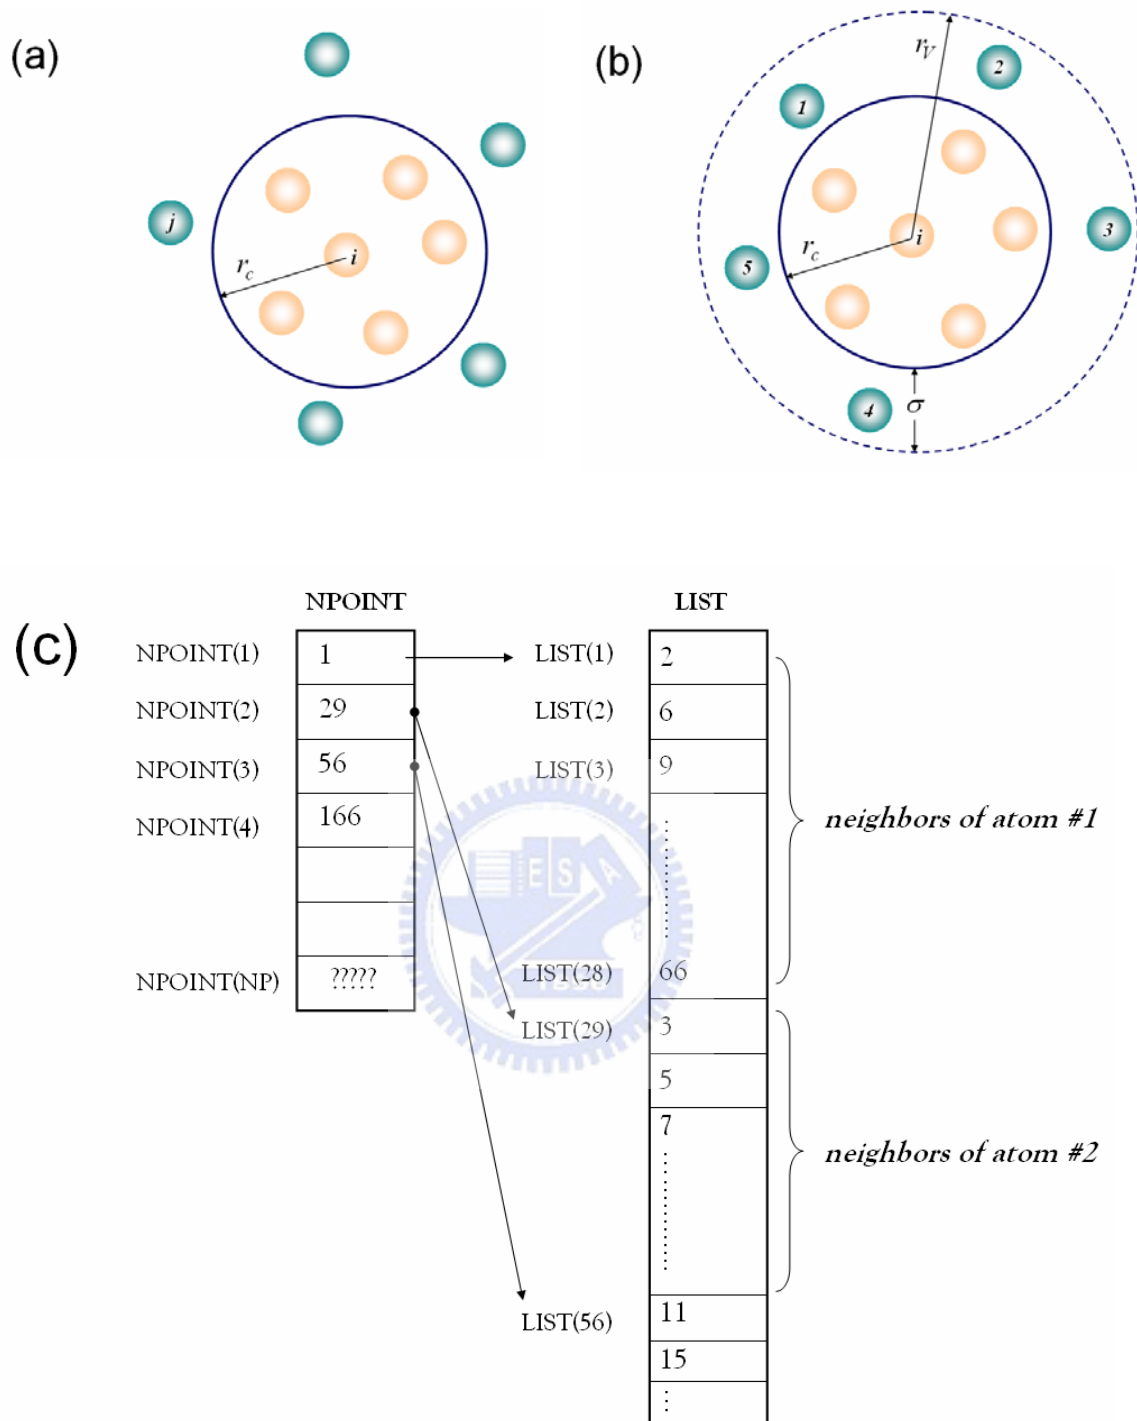 (a)
j
i
r_c
(b)
r_V
1
2
3
i
r_c
5
4
σ
(c)
NPOINT
LIST
NPOINT(1)
1
LIST(1)
2
NPOINT(2)
29
LIST(2)
6
NPOINT(3)
56
LIST(3)
9
NPOINT(4)
166
neighbors of atom #1
E S A
NPOINT(NP)
?????
LIST(28)
66
LIST(29)
3
5
7
neighbors of atom #2
LIST(56)
11
15